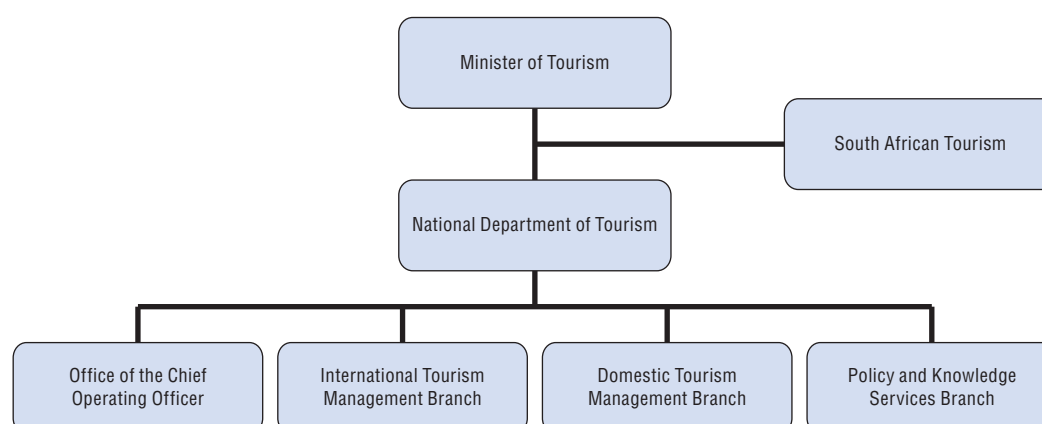 Minister of Tourism
South African Tourism
National Department of Tourism
Office of the Chief
Operating Officer
International Tourism
Management Branch
Domestic Tourism
Management Branch
Policy and Knowledge
Services Branch